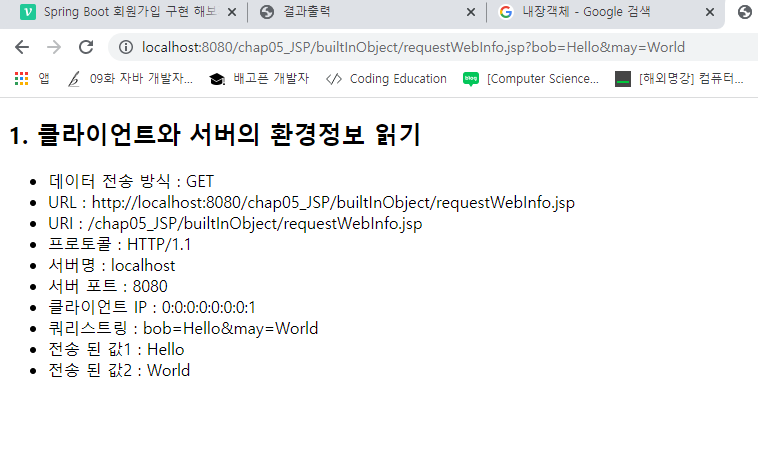 Spring Boot 회원가입 구현 해보
결과출력
내장객체 - Google 검색
localhost:8080/chap05_JSP/builtInObject/requestWebInfo.jsp?bob=Hello&may=World
앱
09화 자바 개발자...
배고픈 개발자
Coding Education
blog
[Computer Science...
[해외명강] 컴퓨터...
1. 클라이언트와 서버의 환경정보 읽기
• 데이터 전송 방식 : GET
• URL : http://localhost:8080/chap05_JSP/builtInObject/requestWebInfo.jsp
• URI : /chap05_JSP/builtInObject/requestWebInfo.jsp
• 프로토콜 : HTTP/1.1
• 서버명 : localhost
• 서버 포트 : 8080
• 클라이언트 IP : 0:0:0:0:0:0:0:1
• 쿼리스트링 : bob=Hello&may=World
• 전송 된 값1 : Hello
• 전송 된 값2 : World